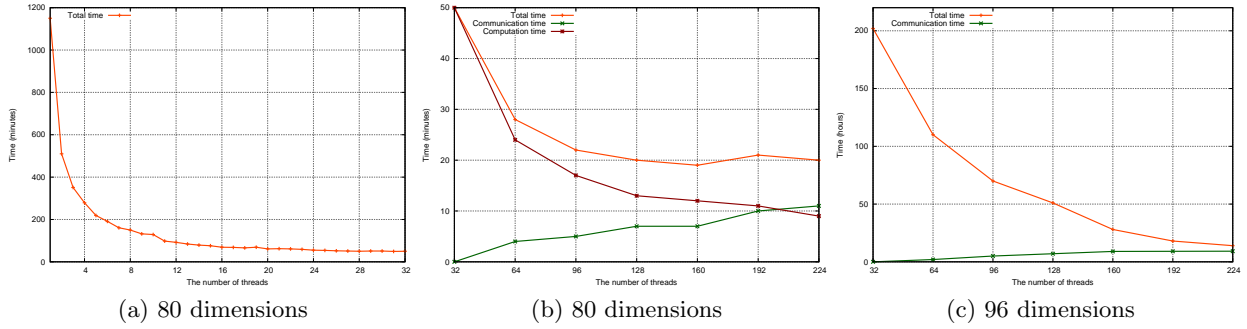 1200
1000
800
600
400
200
0
4 8 12 16 20 24 28 32
Time (minutes)
The number of threads
Total time
(a) 80 dimensions
50
40
30
20
10
0
32 64 96 128 160 192 224
Time (minutes)
The number of threads
Total time
Communication time
Computation time
(b) 80 dimensions
200
150
100
50
0
32 64 96 128 160 192 224
Time (hours)
The number of threads
Total time
Communication time
(c) 96 dimensions